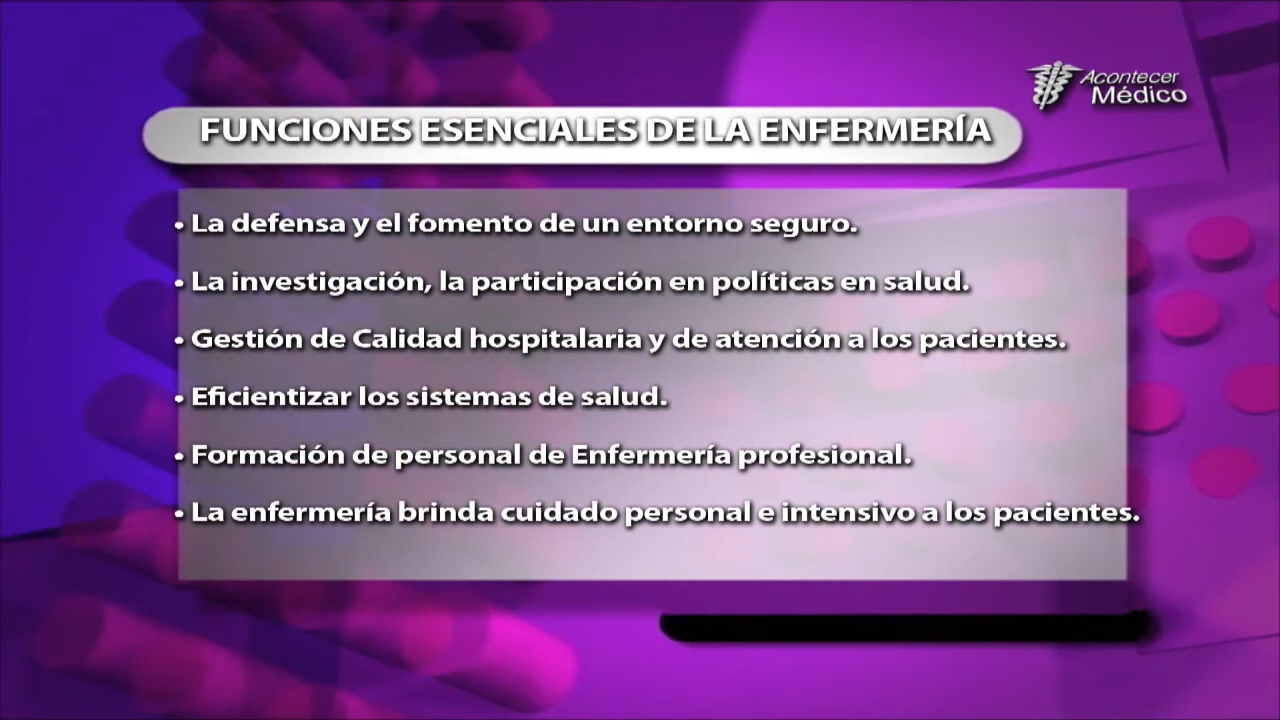 Acontecer
Médico
FUNCIONES ESENCIALES DE LA ENFERMERÍA
• La defensa y el fomento de un entorno seguro.
• La investigación, la participación en políticas en salud.
• Gestión de Calidad hospitalaria y de atención a los pacientes.
• Eficientizar los sistemas de salud.
• Formación de personal de Enfermería profesional.
• La enfermería brinda cuidado personal e intensivo a los pacientes.